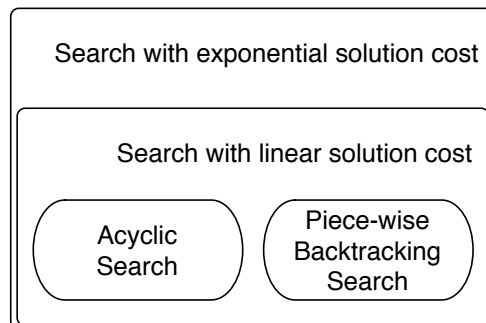 Search with exponential solution cost
Search with linear solution cost
Acyclic
Search
Piece-wise
Backtracking
Search